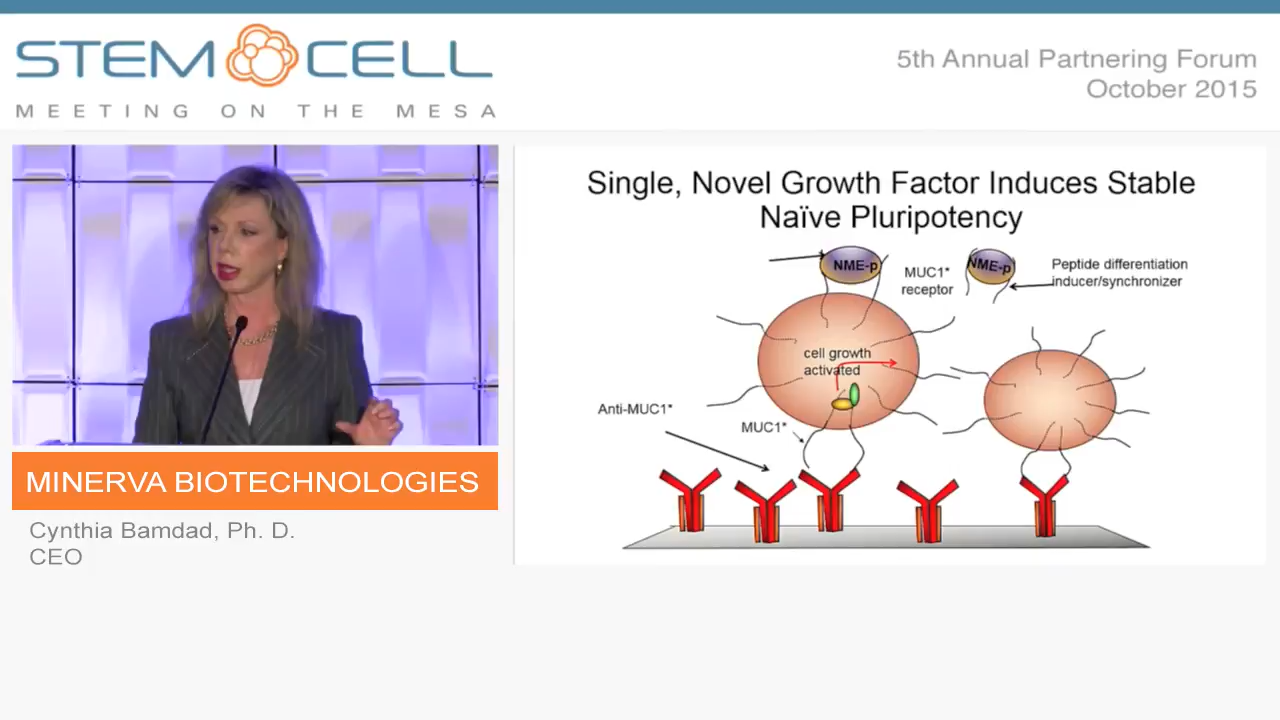 STEM CELL
MEETING ON THE MESA
5th Annual Partnering Forum
October 2015
Single, Novel Growth Factor Induces Stable
Naïve Pluripotency
NME-p
MUC1*
receptor
NME-p
Peptide differentiation
inducer/synchronizer
cell growth
activated
Anti-MUC1*
MUC1*
MINERVA BIOTECHNOLOGIES
Cynthia Bamdad, Ph. D.
CEO